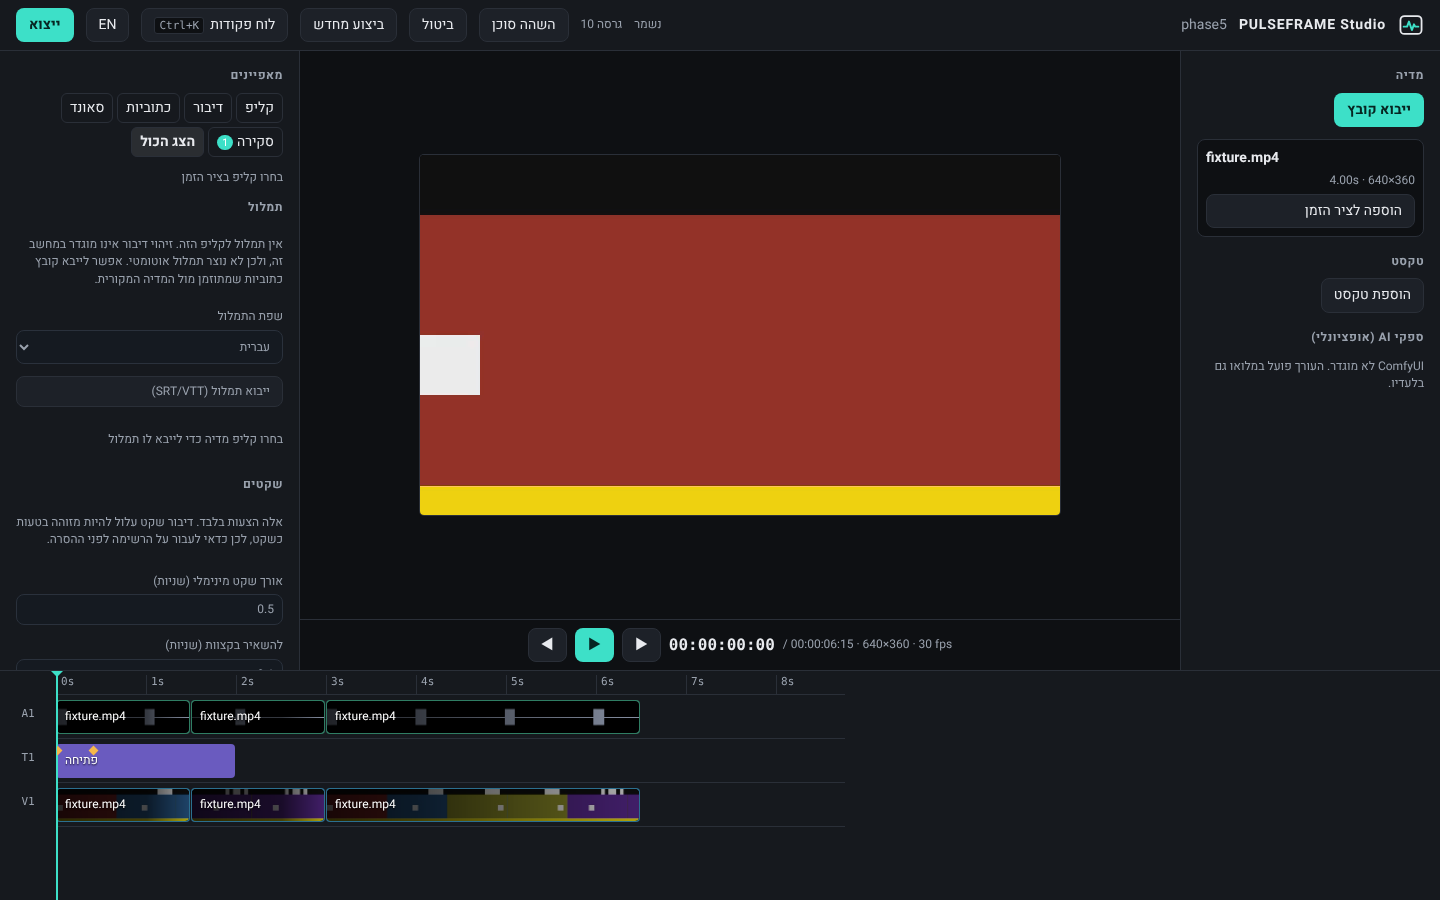 PULSEFRAME Studio phase5
נשמר גרסה 10 השהה סוכן ביטול ביצוע מחדש לוח פקודות Ctrl+K EN ייצוא
מדיה
ייבוא קובץ
fixture.mp4
4.00s · 640×360
הוספה לציר הזמן
טקסט
הוספת טקסט
ספקי AI (אופציונלי)
ComfyUI לא מוגדר. העורך פועל במלואו גם
בלעדיו.
00:00:00:00 / 00:00:06:15 · 640×360 · 30 fps
מאפיינים
קליפ דיבור כתוביות סאונד
סקירה 1 הצג הכול
בחרו קליפ בציר הזמן
תמלול
אין תמלול לקליפ הזה. זיהוי דיבור אינו מוגדר במחשב
זה, ולכן לא נוצר תמלול אוטומטי. אפשר לייבא קובץ
כתוביות שמתוזמן מול המדיה המקורית.
שפת התמלול
עברית
ייבוא תמלול (SRT/VTT)
בחרו קליפ מדיה כדי לייבא לו תמלול
שקטים
אלה הצעות בלבד. דיבור שקט עלול להיות מזוהה בטעות
כשקט, לכן כדאי לעבור על הרשימה לפני ההסרה.
אורך שקט מינימלי (שניות)
0.5
להשאיר בקצוות (שניות)
0s 1s 2s 3s 4s 5s 6s 7s 8s
A1 fixture.mp4 fixture.mp4 fixture.mp4
T1 פתיחה
V1 fixture.mp4 fixture.mp4 fixture.mp4